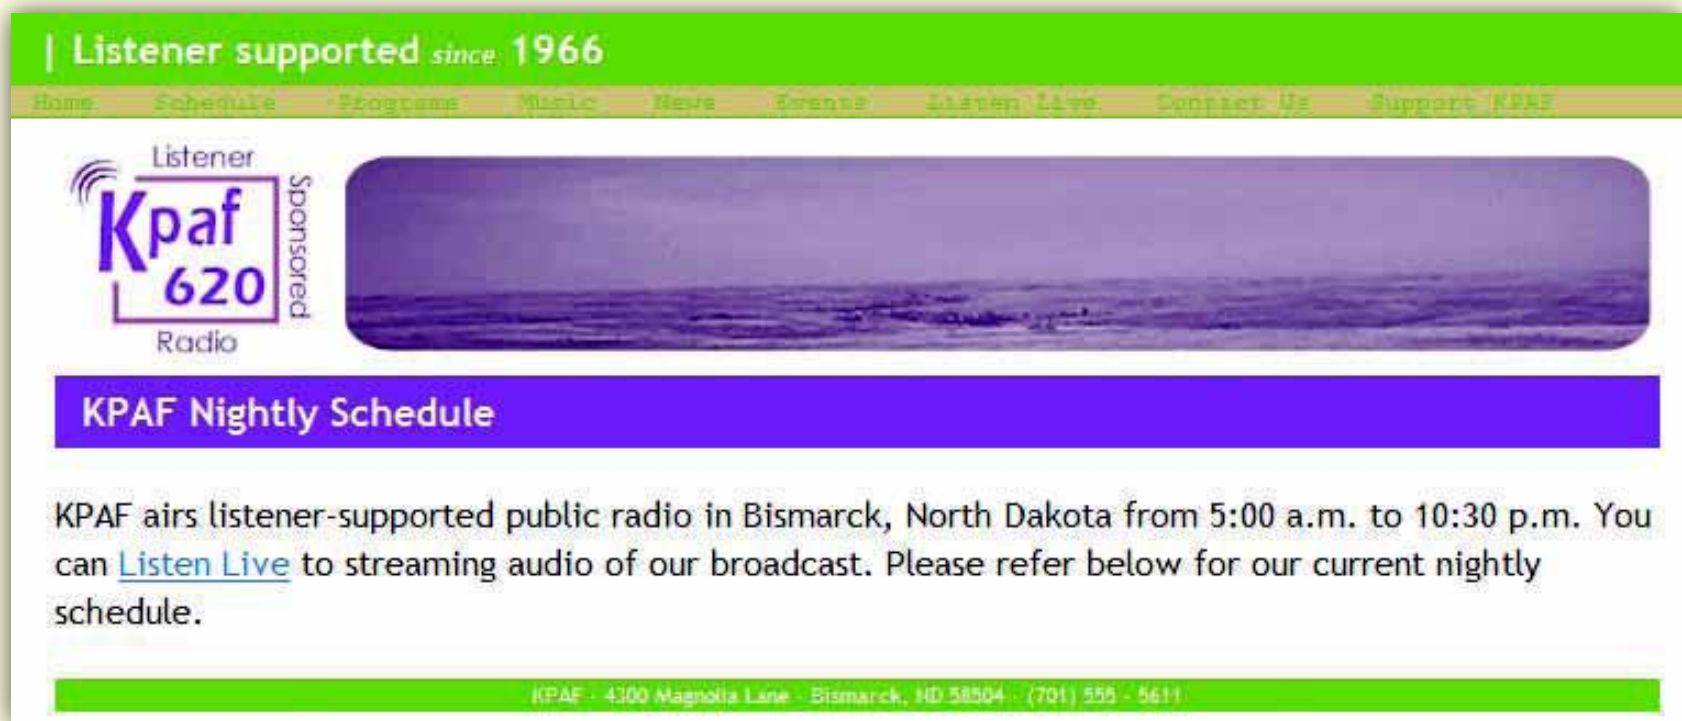 | Listener supported since 1966
Home Schedule Programs Music News Events Listen Live Contact Us Support KPAF
Listener
Kpaf
620
Sponsored
Radio
KPAF Nightly Schedule
KPAF airs listener-supported public radio in Bismarck, North Dakota from 5:00 a.m. to 10:30 p.m. You
can Listen Live to streaming audio of our broadcast. Please refer below for our current nightly
schedule.
KPAF - 4300 Magnolia Lane - Bismarck, ND 58504 - (701) 555 - 5611